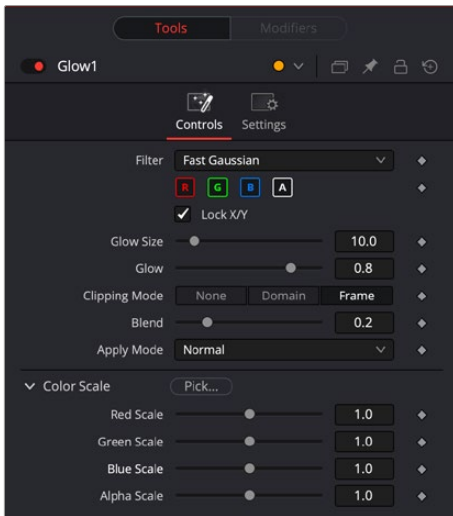 Tools Modifiers
Glow1
Controls Settings
Filter Fast Gaussian
R G B A
Lock X/Y
Glow Size 10.0
Glow 0.8
Clipping Mode None Domain Frame
Blend 0.2
Apply Mode Normal
Color Scale Pick...
Red Scale 1.0
Green Scale 1.0
Blue Scale 1.0
Alpha Scale 1.0